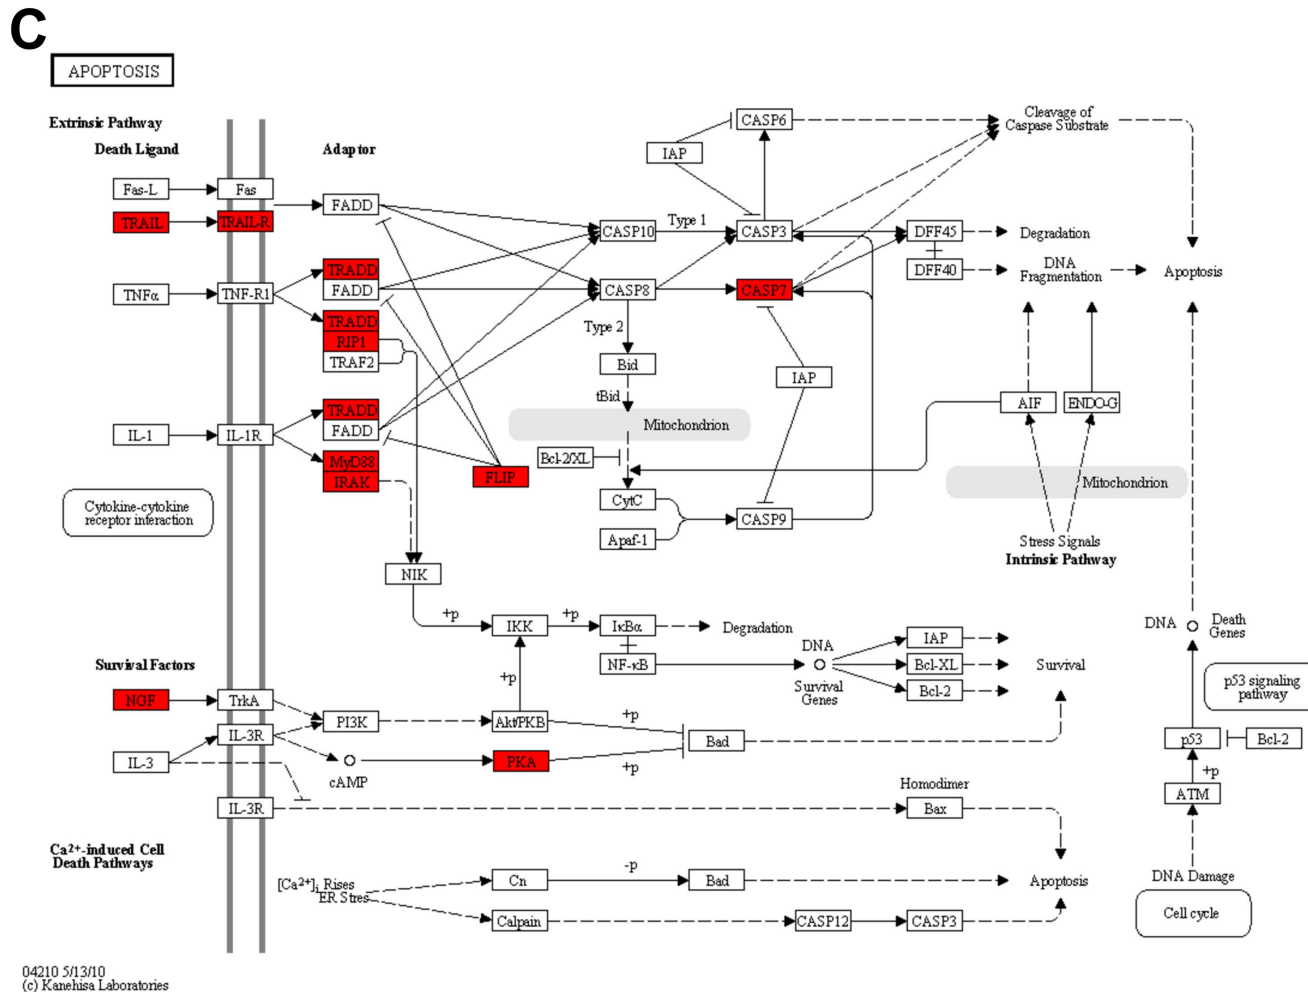 C
APOPTOSIS
Extrinsic Pathway
Death Ligand
Adaptor
Fas-L
Fas
FADD
TRAIL
TRAIL-R
CASP6
IAP
Cleavage of
Caspase Substrate
CASP10
Type 1
CASP3
DFF45
Degradation
DFF40
DNA
Fragmentation
Apoptosis
TNFα
TNF-R1
TRADD
FADD
CASP8
CASP7
TRADD
RIP1
TRAF2
Type 2
Bid
tBid
IAP
Mitochondrion
AIF
ENDO-G
IL-1
IL-1R
TRADD
FADD
MyD88
IRAK
FLIP
Bcl-2/XL
CytC
Apaf-1
CASP9
Mitochondrion
Stress Signals
Intrinsic Pathway
Cytokine-cytokine
receptor interaction
NIK
+p
IKK
+p
IκBα
Degradation
NF-κB
DNA
Survival
Genes
IAP
Bcl-XL
Bcl-2
Survival
DNA
Death
Genes
p53 signaling
pathway
Survival Factors
NGF
TrkA
PI3K
+p
Akt/PKB
+p
Bad
IL-3R
IL-3
cAMP
PKA
+p
p53
Bcl-2
+p
ATM
IL-3R
Homodimer
Bax
Ca2+-induced Cell
Death Pathways
[Ca2+]i Rises
ER Stres
Cn
-p
Bad
Apoptosis
Calpain
CASP12
CASP3
DNA Damage
Cell cycle
04210 5/13/10
(c) Kanehisa Laboratories